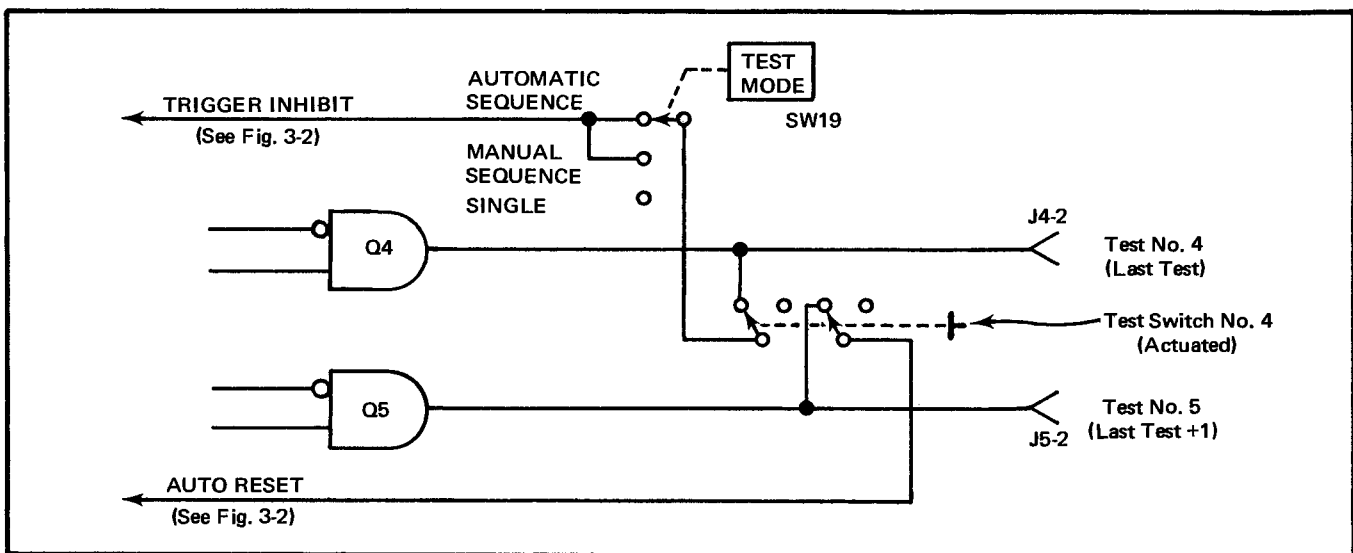 TEST
MODE
SW19
AUTOMATIC
SEQUENCE
TRIGGER INHIBIT
(See Fig. 3-2)
MANUAL
SEQUENCE
SINGLE
Q4
J4-2
Test No. 4
(Last Test)
Test Switch No. 4
(Actuated)
Q5
J5-2
Test No. 5
(Last Test +1)
AUTO RESET
(See Fig. 3-2)